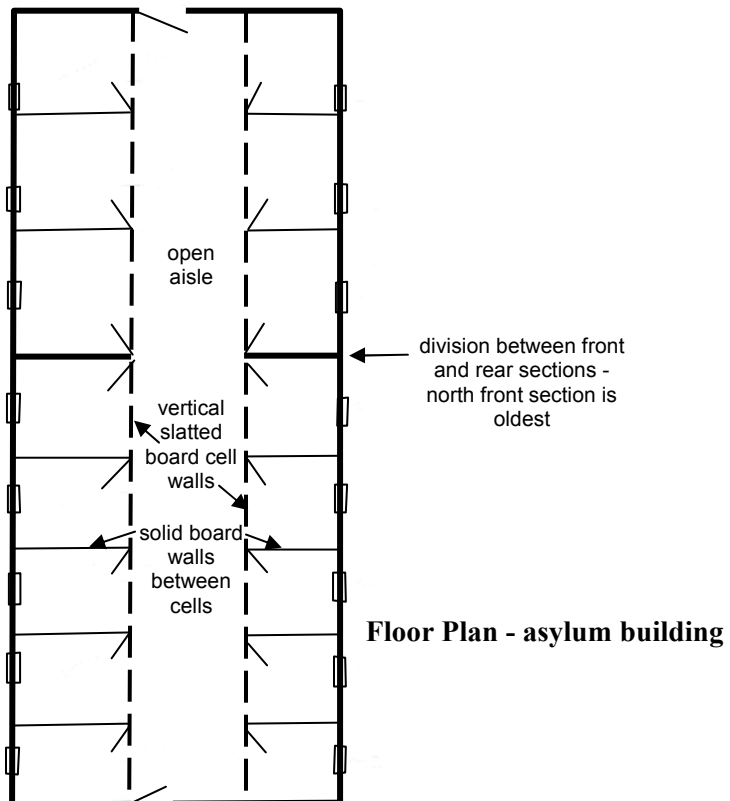 open
aisle
division between front
and rear sections -
north front section is
oldest
vertical
slatted
board cell
walls
solid board
walls
between
cells
Floor Plan - asylum building